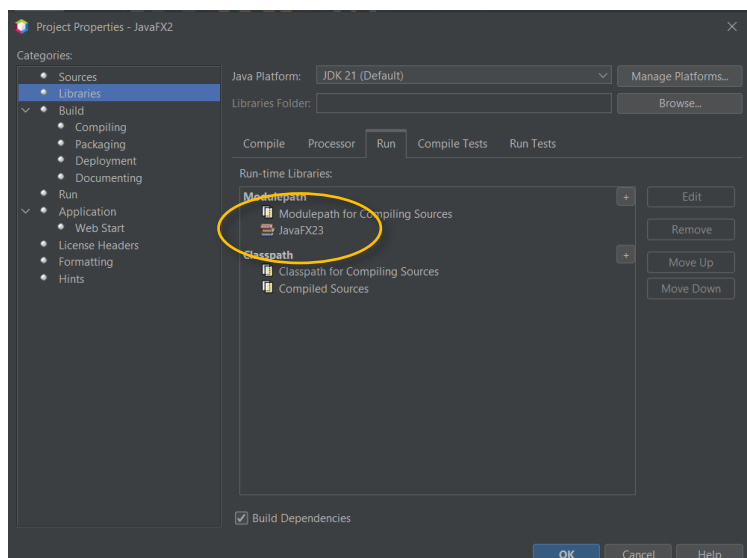 Project Properties - JavaFX2
Categories:
Sources
Libraries
Build
Compiling
Packaging
Deployment
Documenting
Run
Application
Web Start
License Headers
Formatting
Hints
Java Platform: JDK 21 (Default) Manage Platforms...
Libraries Folder: Browse...
Compile Processor Run Compile Tests Run Tests
Run-time Libraries:
Modulepath + Edit
Modulepath for Compiling Sources
JavaFX23 Remove
Classpath + Move Up
Classpath for Compiling Sources
Compiled Sources Move Down
Build Dependencies
OK Cancel Help